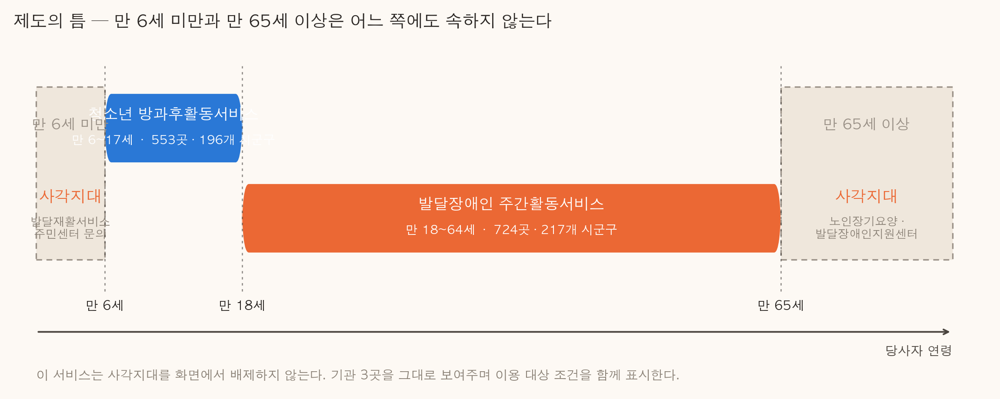 제도의 틈 — 만 6세 미만과 만 65세 이상은 어느 쪽에도 속하지 않는다
만 6세 미만
사각지대
발달재활서비스
주민센터 문의
청소년 방과후활동서비스
만 6~17세 · 553곳 · 196개 시군구
발달장애인 주간활동서비스
만 18~64세 · 724곳 · 217개 시군구
만 65세 이상
사각지대
노인장기요양 ·
발달장애인지원센터
만 6세
만 18세
만 65세
당사자 연령
이 서비스는 사각지대를 화면에서 배제하지 않는다. 기관 3곳을 그대로 보여주며 이용 대상 조건을 함께 표시한다.